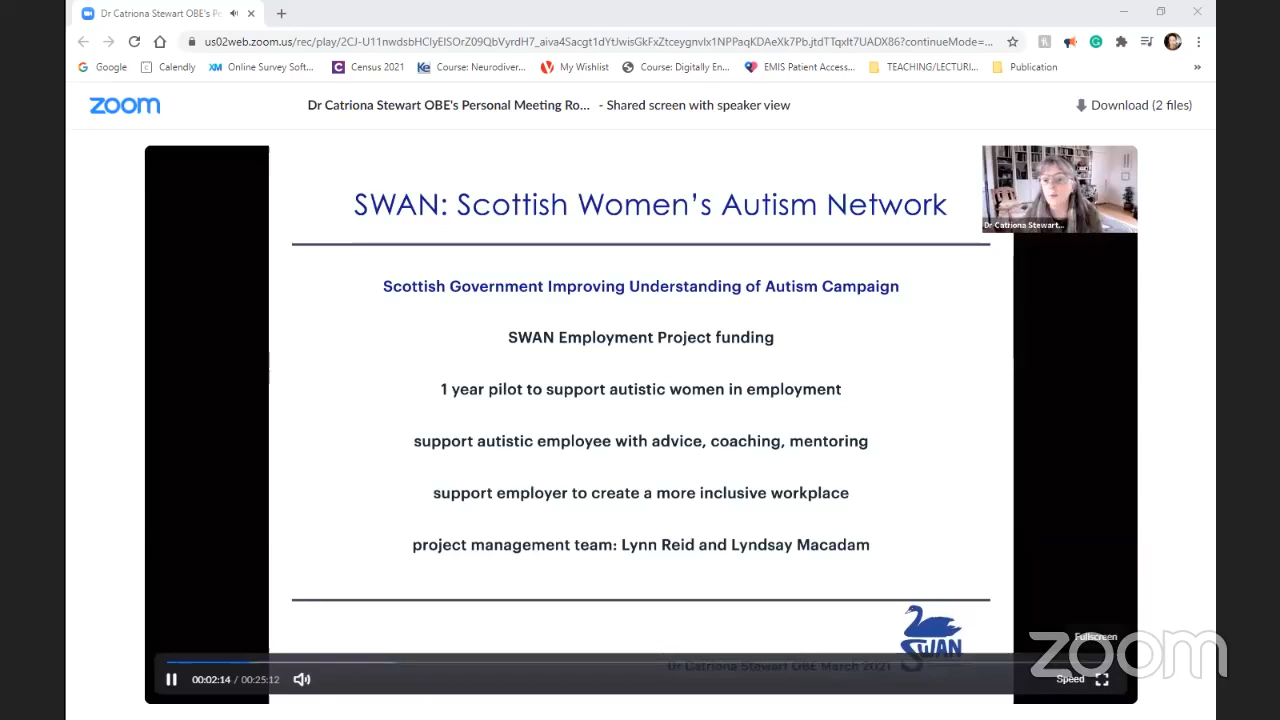 Dr Catriona Stewart OBE's Pe
us02web.zoom.us/rec/play/2CJ-U11nwIsbHCIyEISOrZ09QbVyrdH7_aiva4Sacgt1dYtJwisGkFxZtceygnvlx1NPPaqKDAeXk7Pb.jtdTTqxIt7UADX86?continueMode=...
Google Calendly XM Online Survey Soft... Census 2021 Ke Course: Neurodiver... My Wishlist Course: Digitally En... EMIS Patient Access... TEACHING/LECTURI... Publication »
zoom Dr Catriona Stewart OBE's Personal Meeting Ro... - Shared screen with speaker view Download (2 files)
SWAN: Scottish Women's Autism Network
Dr Catriona Stewart...
Scottish Government Improving Understanding of Autism Campaign
SWAN Employment Project funding
1 year pilot to support autistic women in employment
support autistic employee with advice, coaching, mentoring
support employer to create a more inclusive workplace
project management team: Lynn Reid and Lyndsay Macadam
SWAN
Dr Catriona Stewart OBE March 2021
Fullscreen
00:02:14 / 00:25:12 Speed
zoom